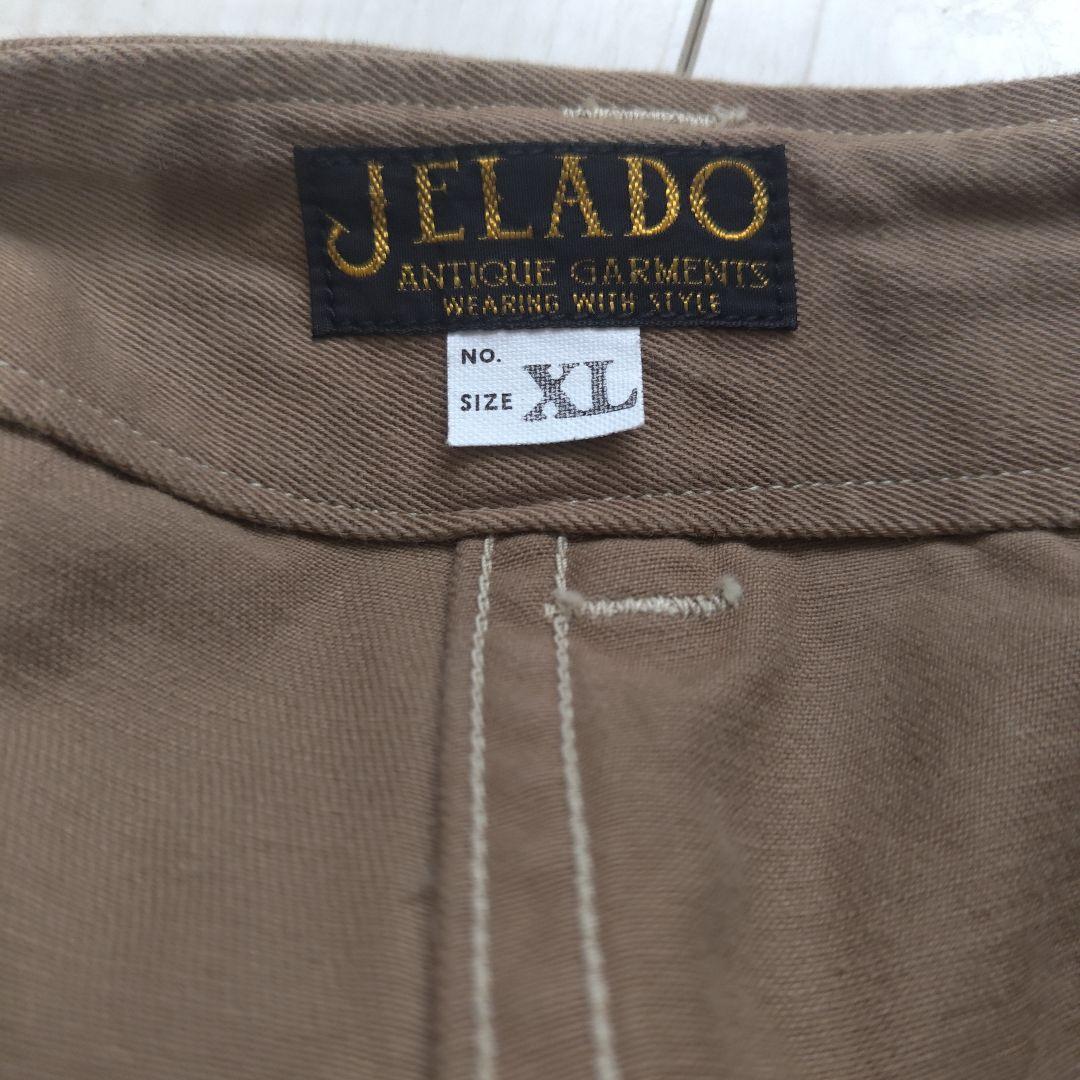 JELADO
ANTIQUE GARMENTS
WEARING WITH STYLE
NO.
SIZE XL